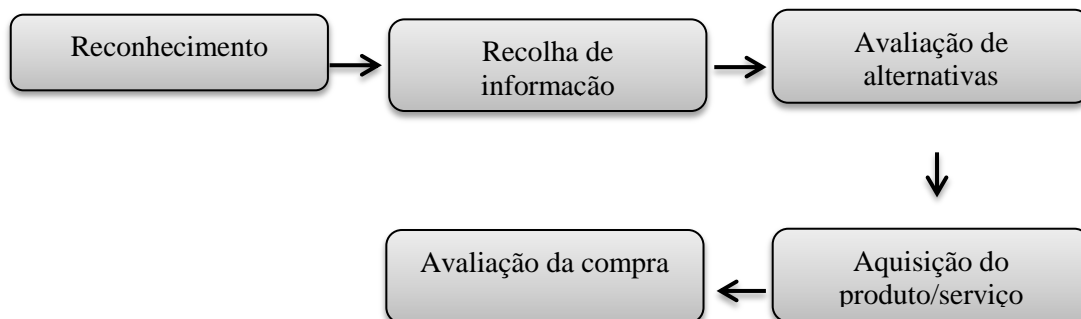 Reconhecimento
Recolha de
informação
Avaliação de
alternativas
Aquisição do
produto/serviço
Avaliação da compra